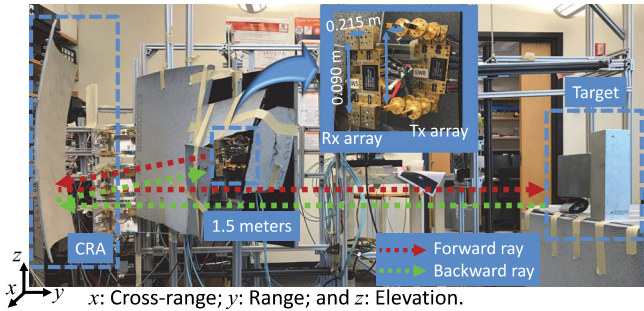 0.215 m
0.090 m
SWB
Rx array
Tx array
Target
CRA
1.5 meters
Forward ray
Backward ray
z
x
y
x: Cross-range; y: Range; and z: Elevation.